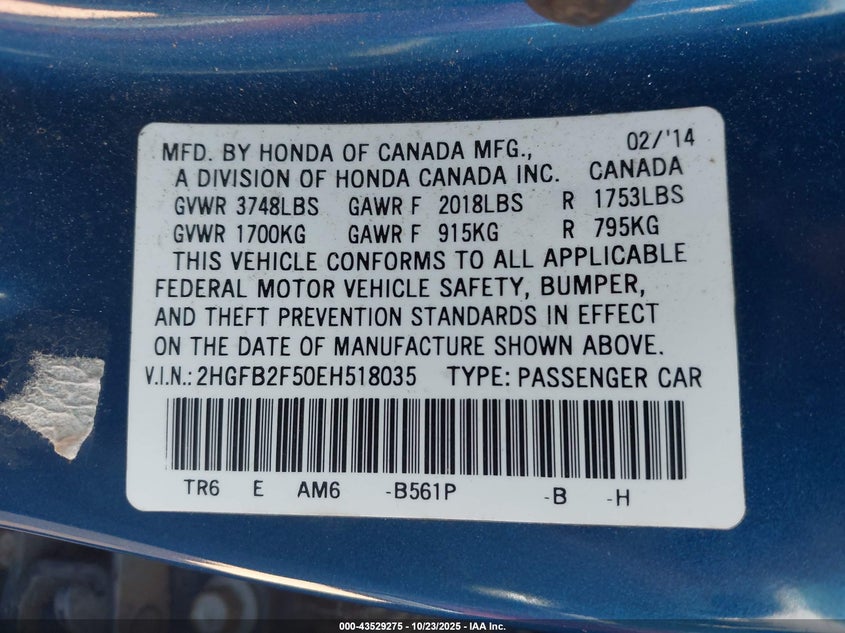 MFD. BY HONDA OF CANADA MFG., 02/'14
A DIVISION OF HONDA CANADA INC. CANADA
GVWR 3748LBS GAWR F 2018LBS R 1753LBS
GVWR 1700KG GAWR F 915KG R 795KG
THIS VEHICLE CONFORMS TO ALL APPLICABLE
FEDERAL MOTOR VEHICLE SAFETY, BUMPER,
AND THEFT PREVENTION STANDARDS IN EFFECT
ON THE DATE OF MANUFACTURE SHOWN ABOVE.
V.I.N.: 2HGFB2F50EH518035 TYPE: PASSENGER CAR
TR6 E AM6 -B561P -B -H
000-43529275 - 10/23/2025 - IAA Inc.